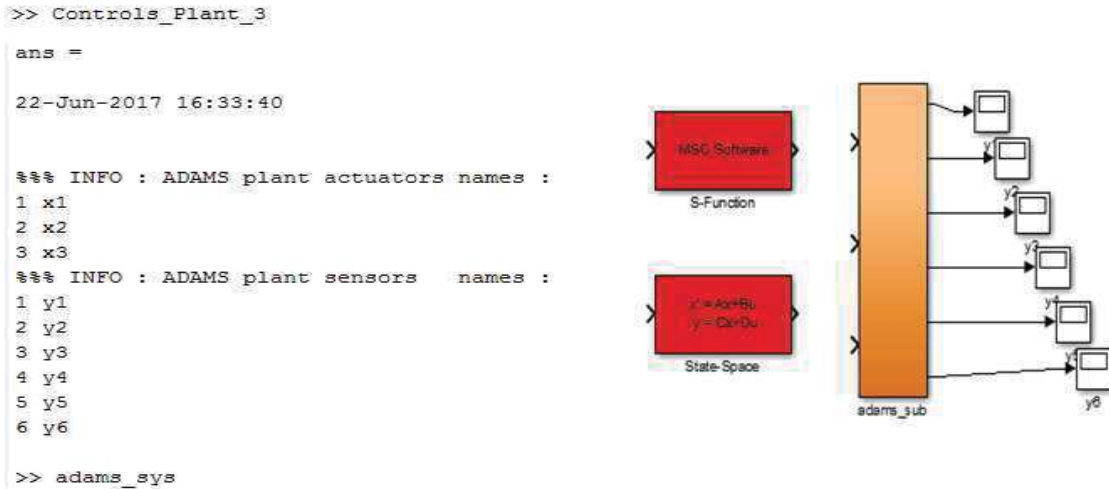 >> Controls_Plant_3
ans =
22-Jun-2017 16:33:40
%%% INFO : ADAMS plant actuators names :
1 x1
2 x2
3 x3
%%% INFO : ADAMS plant sensors   names :
1 y1
2 y2
3 y3
4 y4
5 y5
6 y6
>> adams_sys
MSC Software
S-Function
x' = Ax+Bu
y = Cx+Du
State-Space
adams_sub
y1
y2
y3
y4
y5
y6